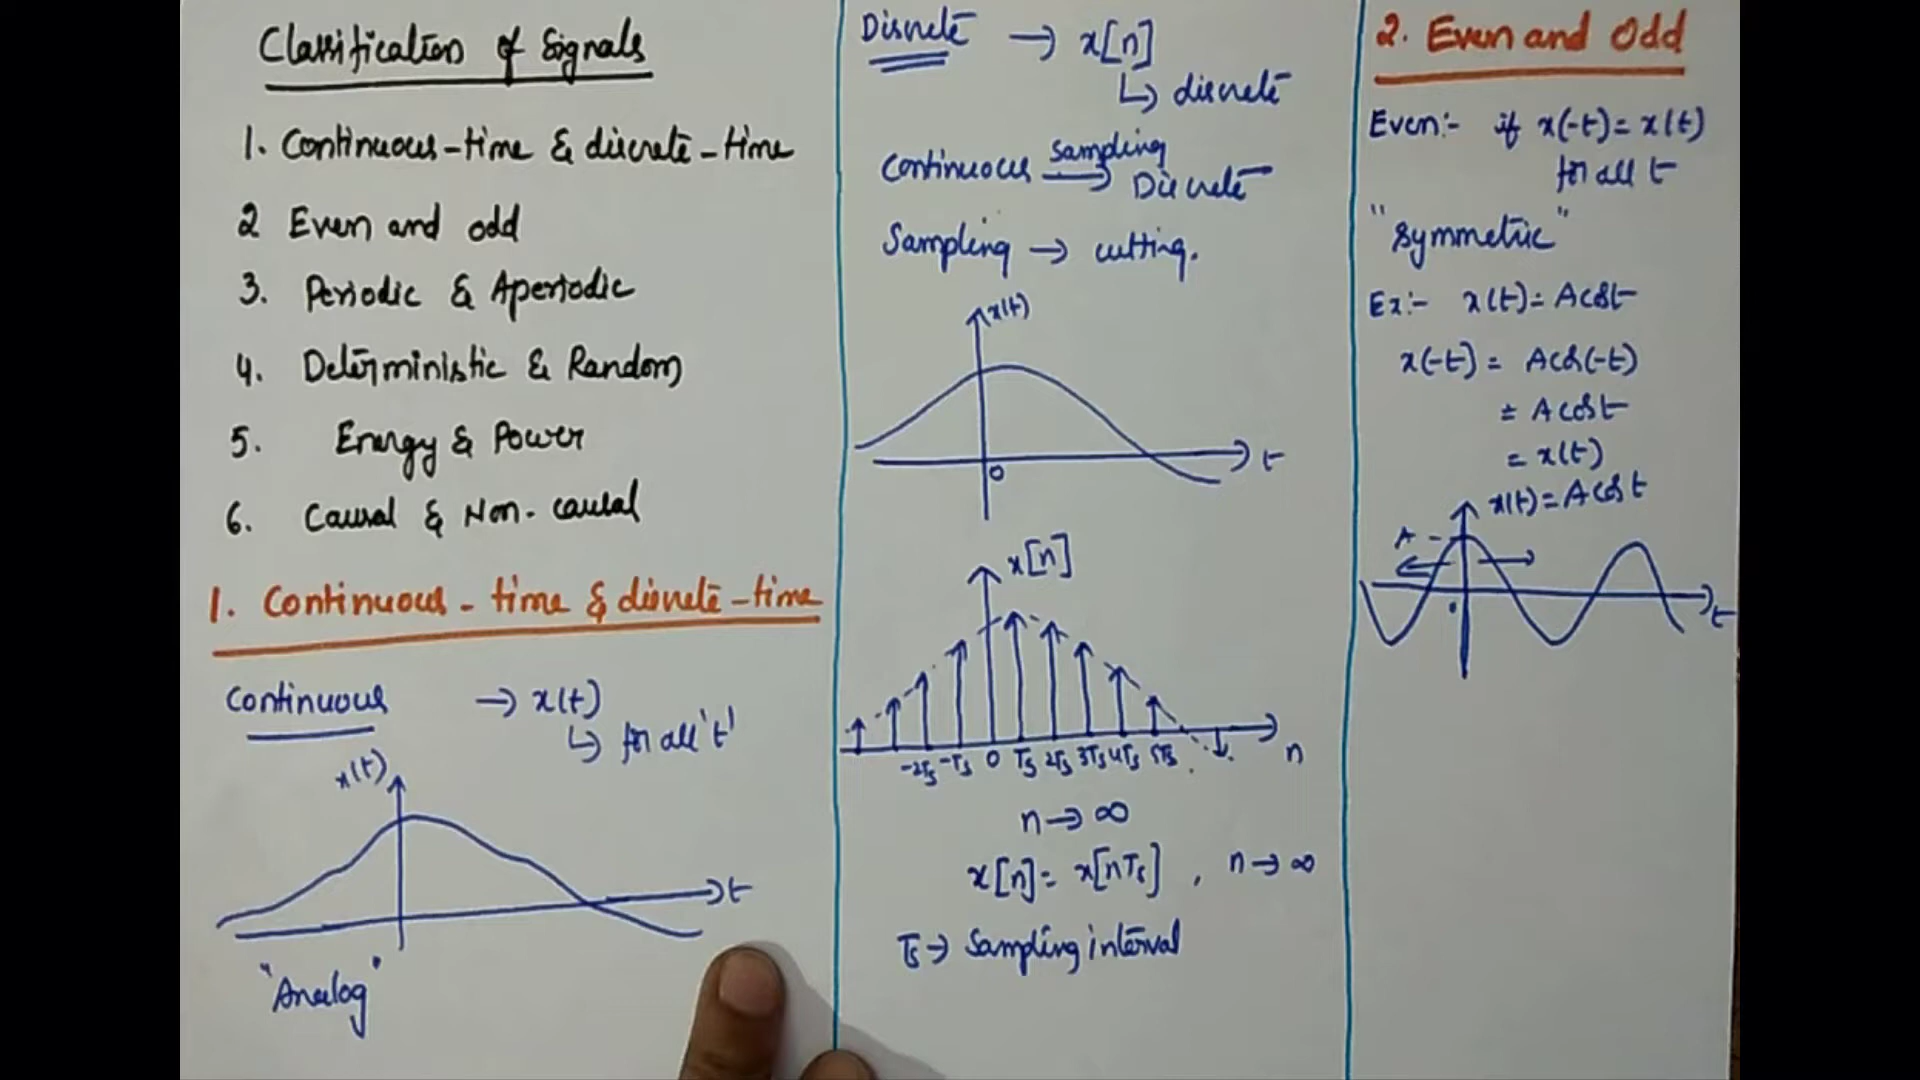 Classification of Signals
1. Continuous-time & discrete-time
2 Even and odd
3. Periodic & Aperiodic
4. Deterministic & Random
5. Energy & Power
6. Causal & Non-causal
1. Continuous-time & discrete-time
Continuous → x(t)
↳ for all 't'
x(t)
t
"Analog"
Discrete → x[n]
↳ discrete
Continuous sampling → Discrete
Sampling → cutting.
x(t)
0
t
x[n]
-2Ts -Ts 0 Ts 2Ts 3Ts 4Ts 5Ts
n
n → ∞
x[n] = x[nTs], n → ∞
Ts → Sampling interval
2. Even and Odd
Even:- if x(-t) = x(t)
for all t
"symmetric"
Ex:- x(t) = A cos t
x(-t) = A cos(-t)
= A cos t
= x(t)
x(t) = A cos t
A
0
t